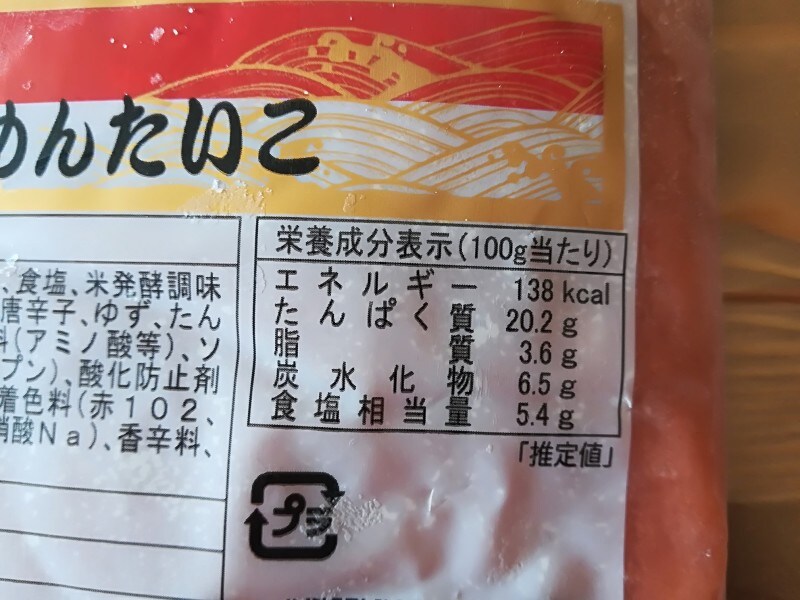 めんたいこ
、食塩、米発酵調味
唐辛子、ゆず、たん
料(アミノ酸等)、ソ
プン)、酸化防止剤
着色料(赤102、
硝酸Na)、香辛料、
栄養成分表示(100g当たり)
エネルギー 138 kcal
たんぱく質 20.2 g
脂質 3.6 g
炭水化物 6.5 g
食塩相当量 5.4 g
「推定値」
プラ